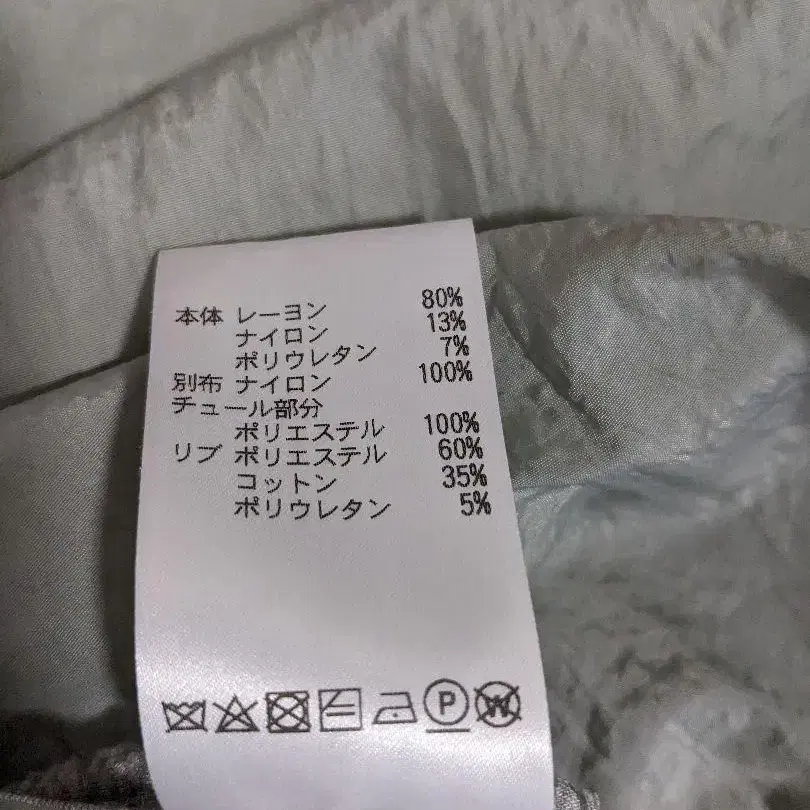 本体 レーヨン 80%
ナイロン 13%
ポリウレタン 7%
別布 ナイロン 100%
チュール部分
ポリエステル 100%
リブ ポリエステル 60%
コットン 35%
ポリウレタン 5%
P W